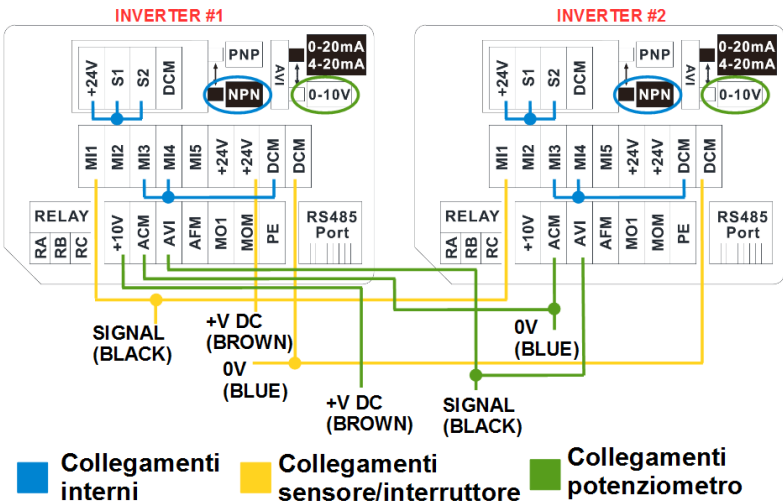 INVERTER #1
INVERTER #2
+24V
S1
S2
DCM
PNP
NPN
AVI
0-20mA
4-20mA
0-10V
+24V
S1
S2
DCM
PNP
NPN
AVI
0-20mA
4-20mA
0-10V
MI1
MI2
MI3
MI4
MI5
+24V
+24V
DCM
DCM
MI1
MI2
MI3
MI4
MI5
+24V
+24V
DCM
DCM
RELAY
RA
RB
RC
+10V
ACM
AVI
AFM
MO1
MOM
PE
RS485
Port
RELAY
RA
RB
RC
+10V
ACM
AVI
AFM
MO1
MOM
PE
RS485
Port
SIGNAL
(BLACK)
+V DC
(BROWN)
0V
(BLUE)
+V DC
(BROWN)
SIGNAL
(BLACK)
0V
(BLUE)
Collegamenti
interni
Collegamenti
sensore/interruttore
Collegamenti
potenziometro